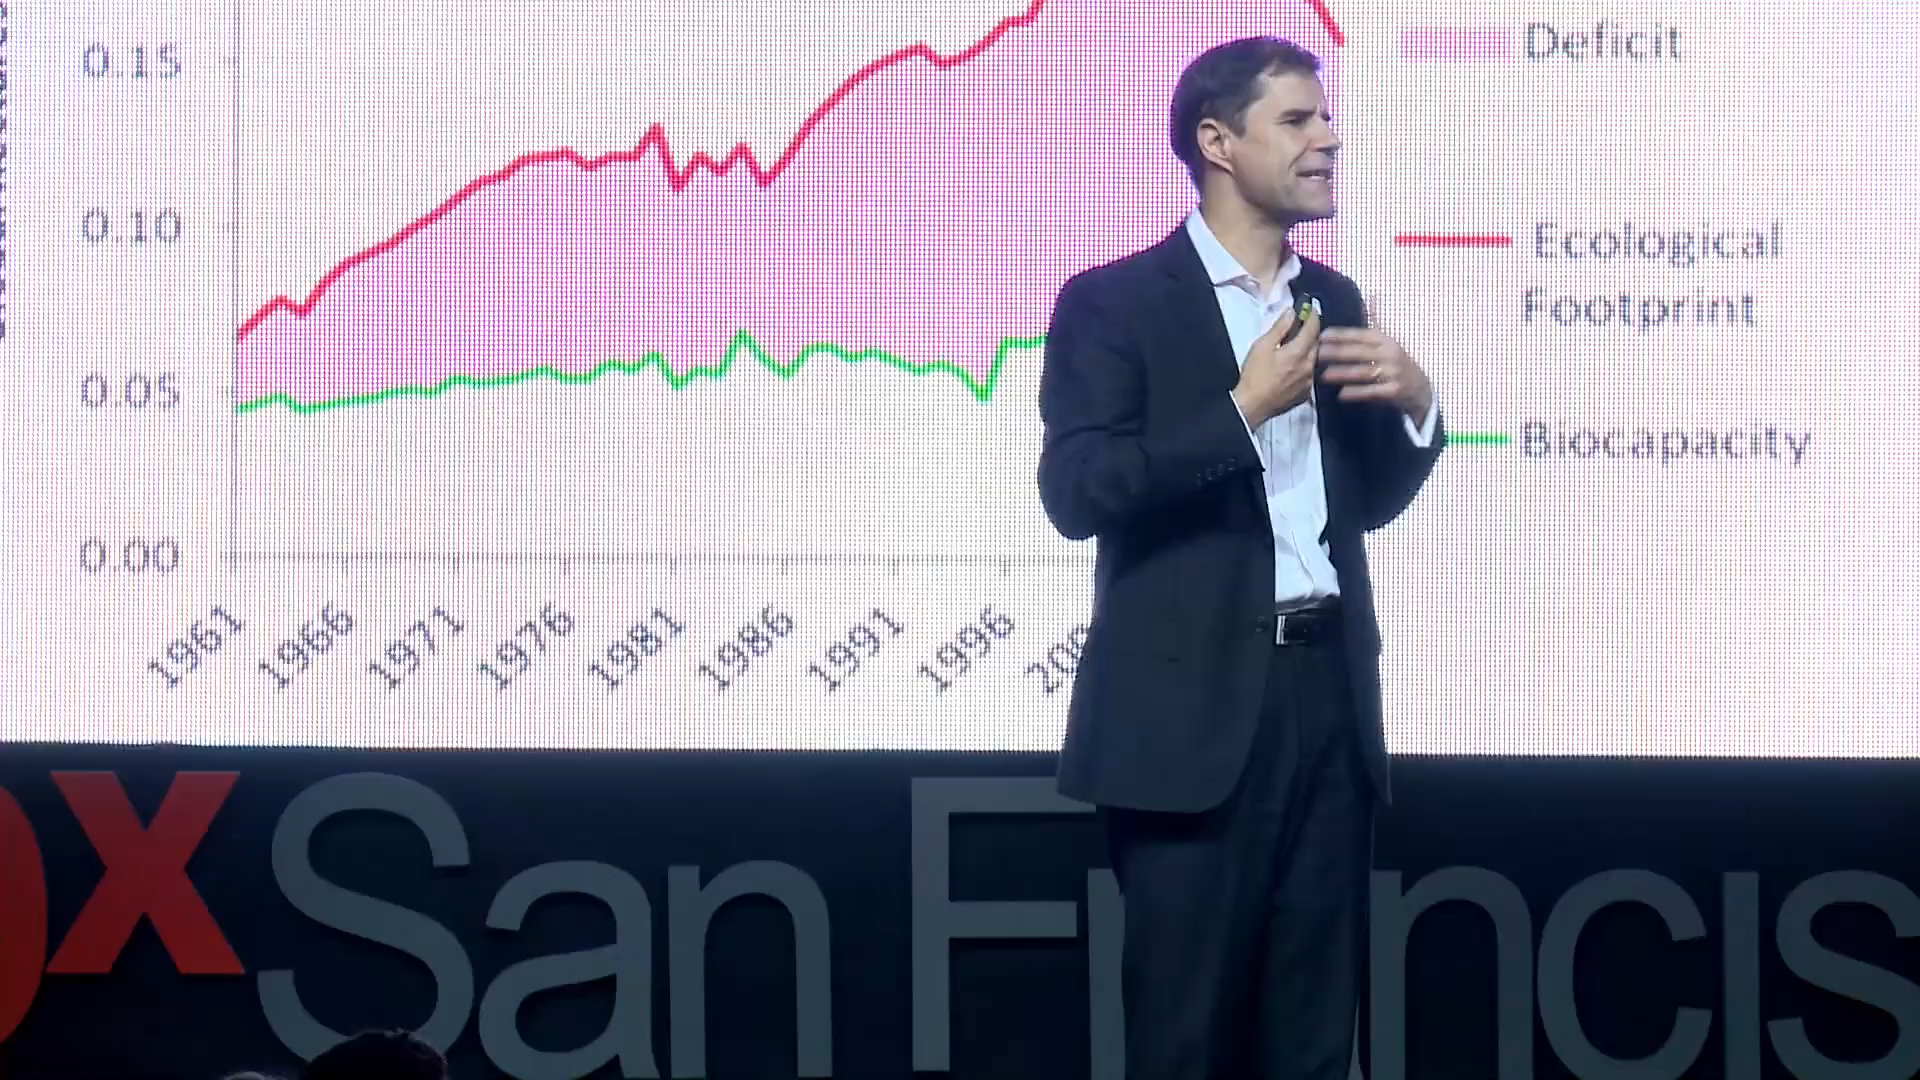 0.15
0.10
0.05
0.00
1961
1966
1971
1976
1981
1986
1991
1996
Deficit
Ecological
Footprint
Biocapacity
x San Francis